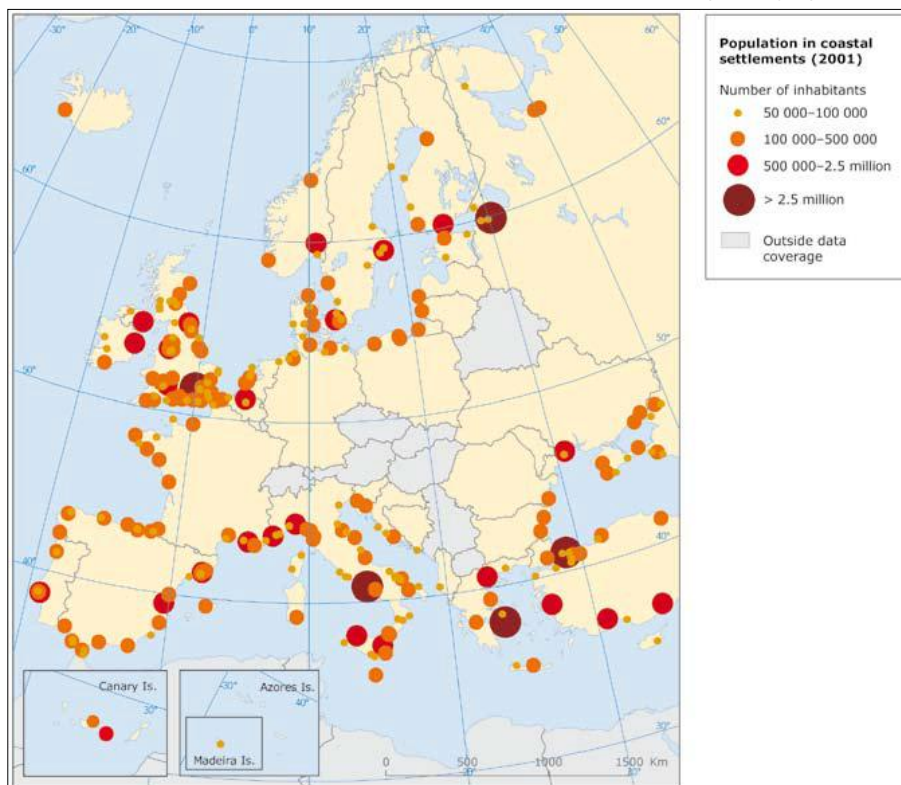 -30°
-20°
-10°
0°
10°
20°
30°
40°
50°
60°
60°
60°
50°
50°
40°
40°
30°
Canary Is.
30°
Azores Is.
-30°
40°
Madeira Is.
0 500 1000 1500 Km
Population in coastal
settlements (2001)
Number of inhabitants
50 000–100 000
100 000–500 000
500 000–2.5 million
> 2.5 million
Outside data
coverage